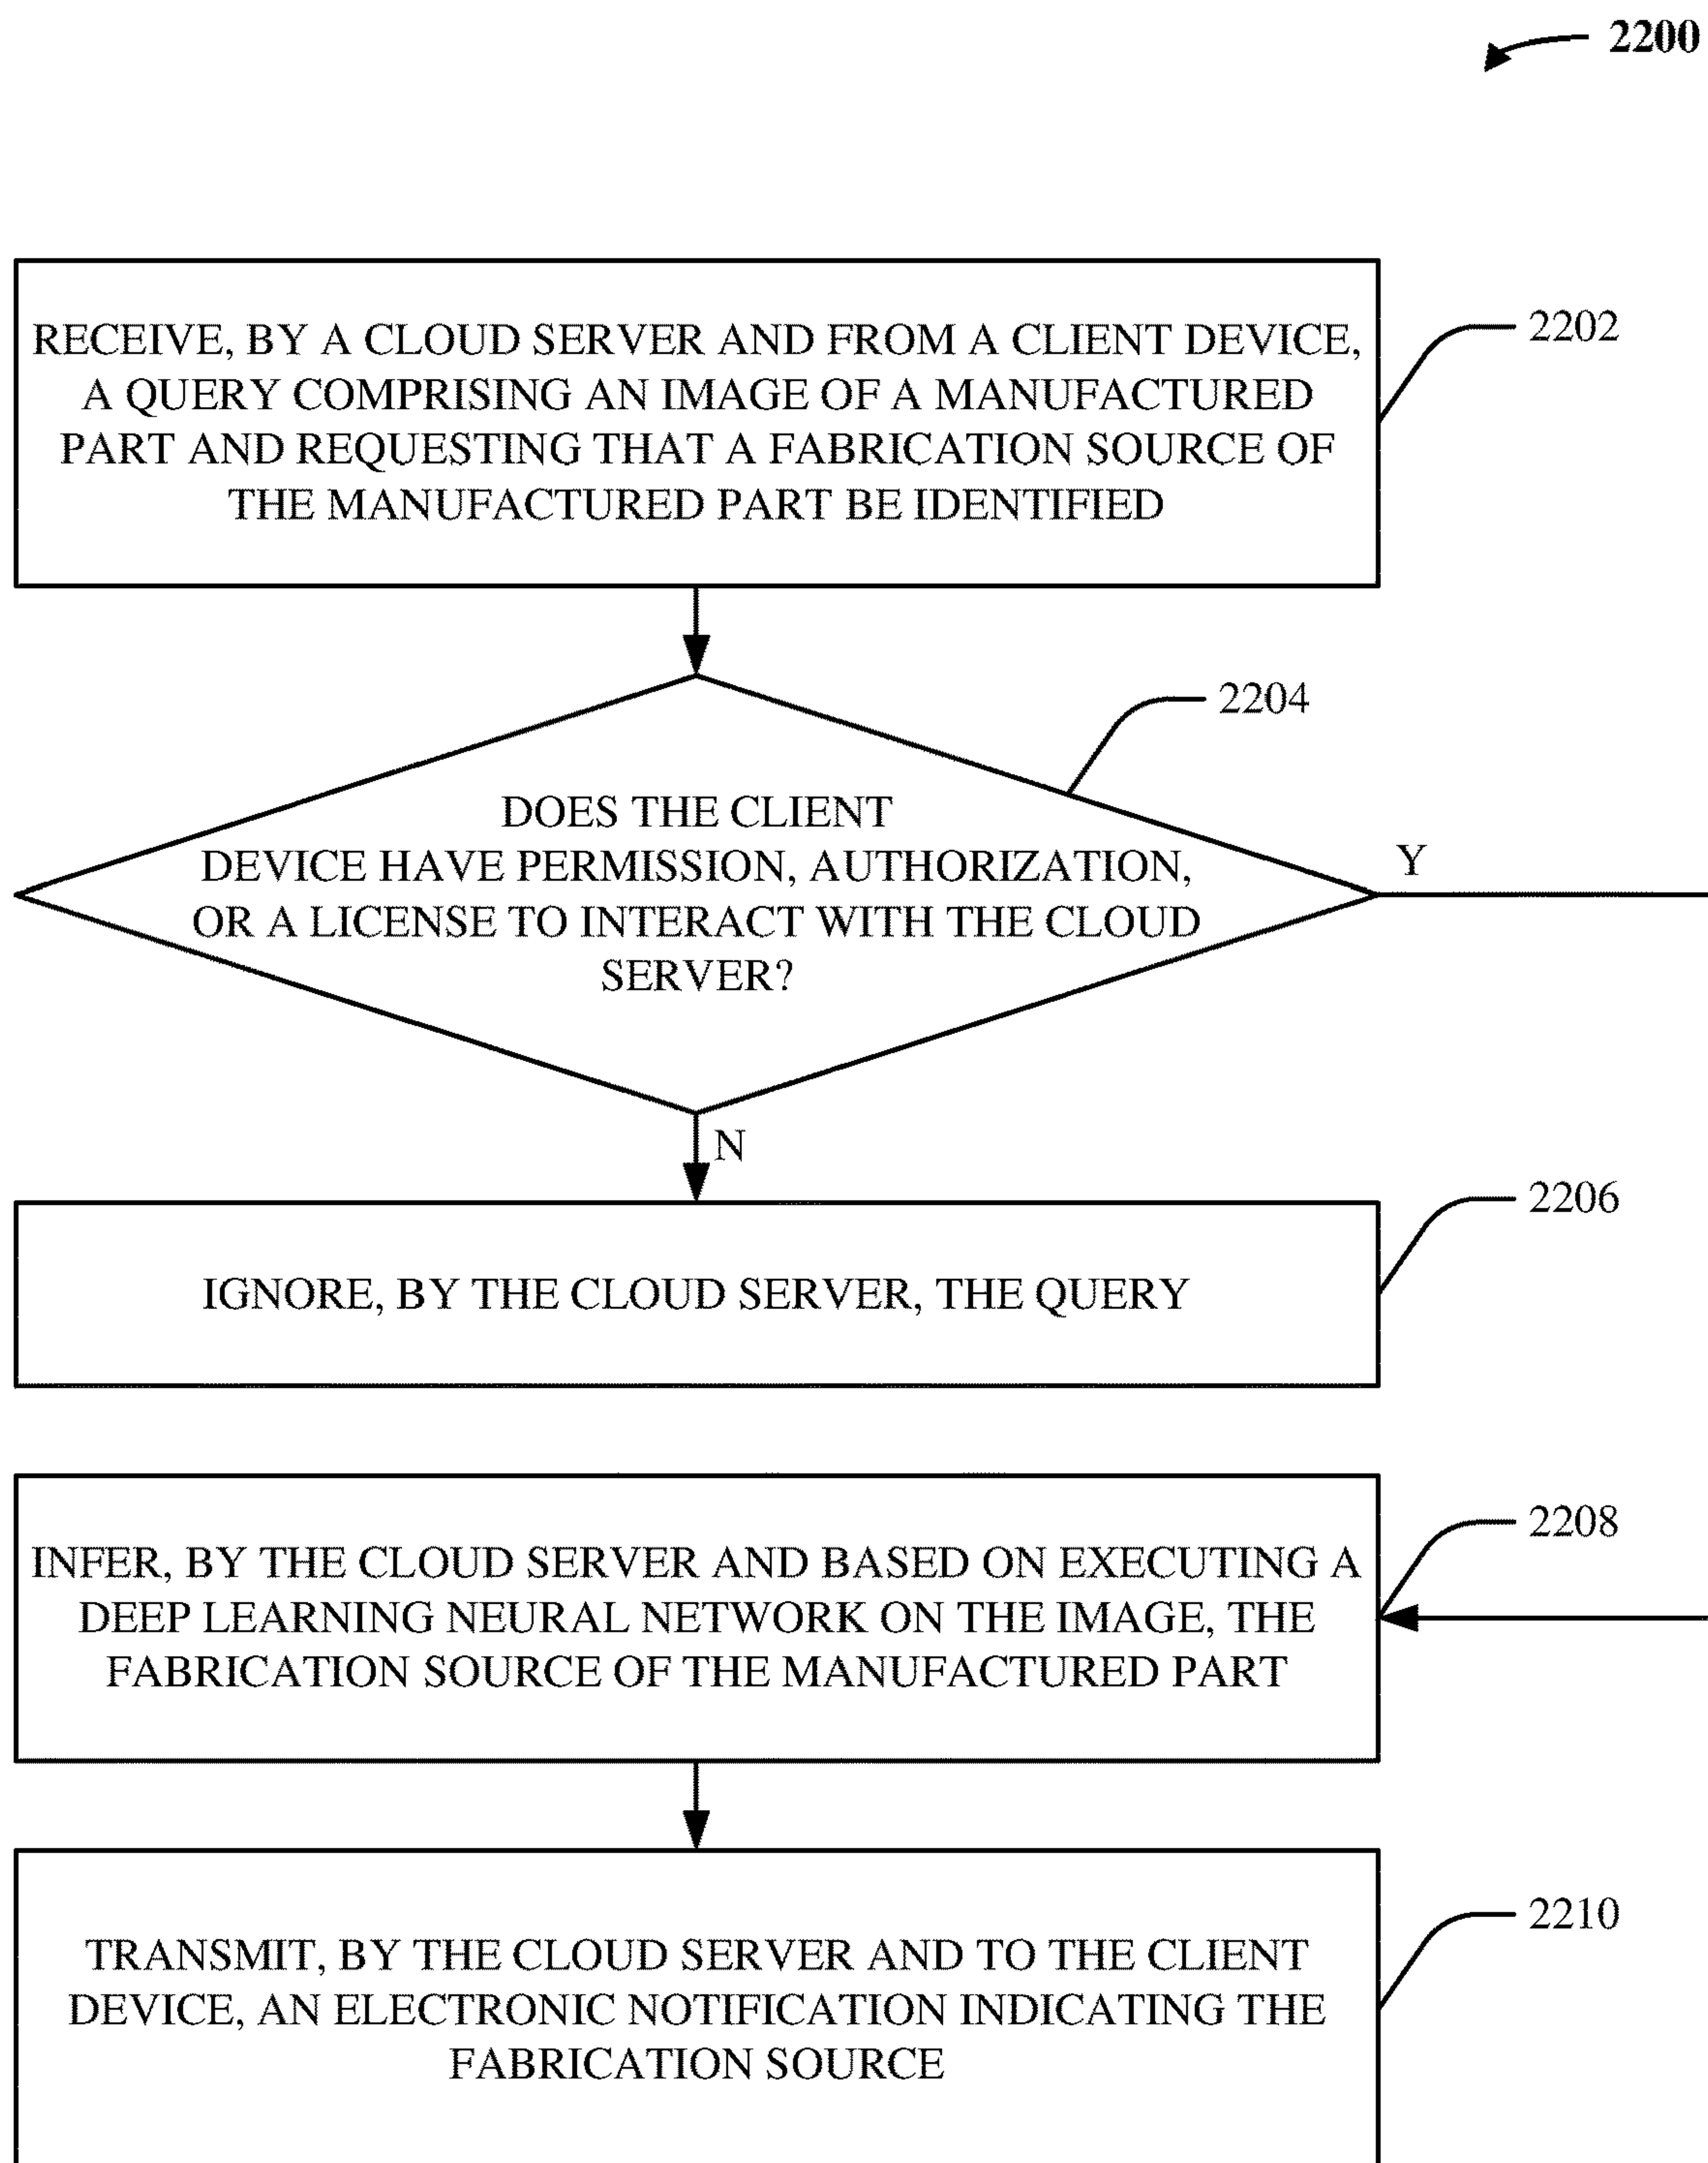 2200
RECEIVE, BY A CLOUD SERVER AND FROM A CLIENT DEVICE,
A QUERY COMPRISING AN IMAGE OF A MANUFACTURED
PART AND REQUESTING THAT A FABRICATION SOURCE OF
THE MANUFACTURED PART BE IDENTIFIED
2202
2204
DOES THE CLIENT
DEVICE HAVE PERMISSION, AUTHORIZATION,
OR A LICENSE TO INTERACT WITH THE CLOUD
SERVER?
Y
N
2206
IGNORE, BY THE CLOUD SERVER, THE QUERY
2208
INFER, BY THE CLOUD SERVER AND BASED ON EXECUTING A
DEEP LEARNING NEURAL NETWORK ON THE IMAGE, THE
FABRICATION SOURCE OF THE MANUFACTURED PART
2210
TRANSMIT, BY THE CLOUD SERVER AND TO THE CLIENT
DEVICE, AN ELECTRONIC NOTIFICATION INDICATING THE
FABRICATION SOURCE